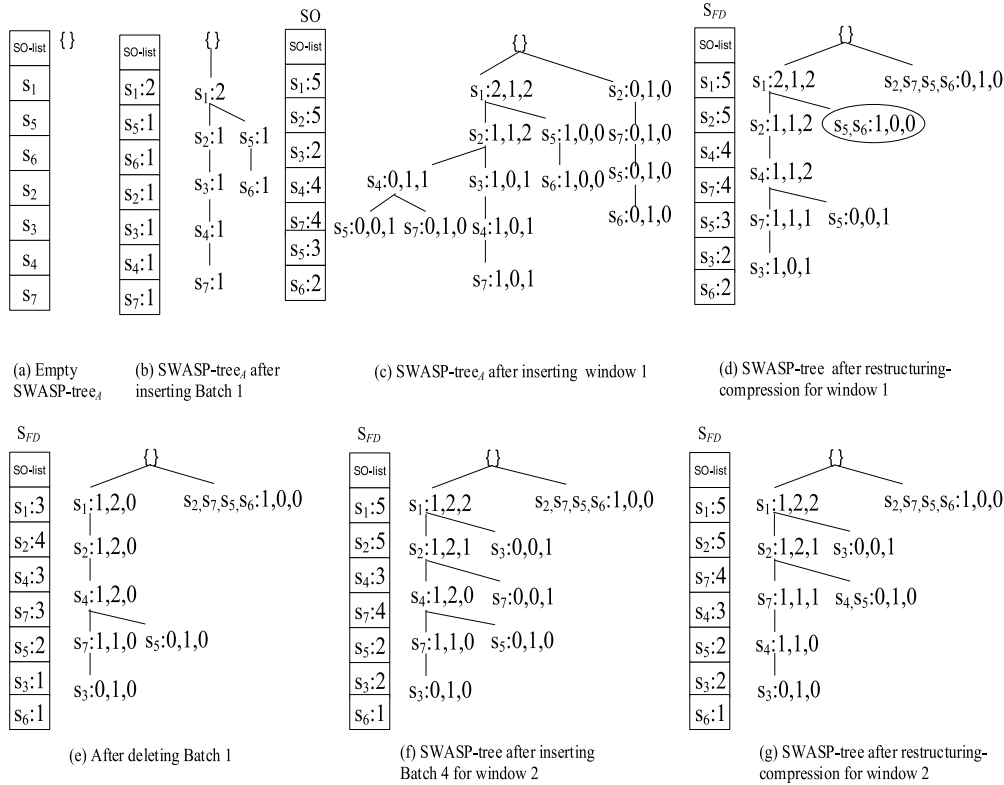 SO-list
s1
s5
s6
s2
s3
s4
s7
{}
(a) Empty
SWASP-treeA
SO-list
s1:2
s5:1
s6:1
s2:1
s3:1
s4:1
s7:1
{}
s1:2
s2:1 s5:1
s3:1 s6:1
s4:1
s7:1
(b) SWASP-treeA after
inserting Batch 1
SO
SO-list
s1:5
s2:5
s3:2
s4:4
s7:4
s5:3
s6:2
{}
s1:2,1,2 s2:0,1,0
s2:1,1,2 s5:1,0,0 s7:0,1,0
s4:0,1,1 s3:1,0,1 s6:1,0,0 s5:0,1,0
s5:0,0,1 s7:0,1,0 s4:1,0,1 s6:0,1,0
s7:1,0,1
(c) SWASP-treeA after inserting window 1
SFD
SO-list
s1:5
s2:5
s4:4
s7:4
s5:3
s3:2
s6:2
{}
s1:2,1,2 s2,s7,s5,s6:0,1,0
s2:1,1,2 s5,s6:1,0,0
s4:1,1,2
s7:1,1,1 s5:0,0,1
s3:1,0,1
(d) SWASP-tree after restructuring-
compression for window 1
SFD
SO-list
s1:3
s2:4
s4:3
s7:3
s5:2
s3:1
s6:1
{}
s1:1,2,0 s2,s7,s5,s6:1,0,0
s2:1,2,0
s4:1,2,0
s7:1,1,0 s5:0,1,0
s3:0,1,0
(e) After deleting Batch 1
SFD
SO-list
s1:5
s2:5
s4:3
s7:4
s5:2
s3:2
s6:1
{}
s1:1,2,2 s2,s7,s5,s6:1,0,0
s2:1,2,1 s3:0,0,1
s4:1,2,0 s7:0,0,1
s7:1,1,0 s5:0,1,0
s3:0,1,0
(f) SWASP-tree after inserting
Batch 4 for window 2
SFD
SO-list
s1:5
s2:5
s7:4
s4:3
s5:2
s3:2
s6:1
{}
s1:1,2,2 s2,s7,s5,s6:1,0,0
s2:1,2,1 s3:0,0,1
s7:1,1,1 s4,s5:0,1,0
s4:1,1,0
s3:0,1,0
(g) SWASP-tree after restructuring-
compression for window 2